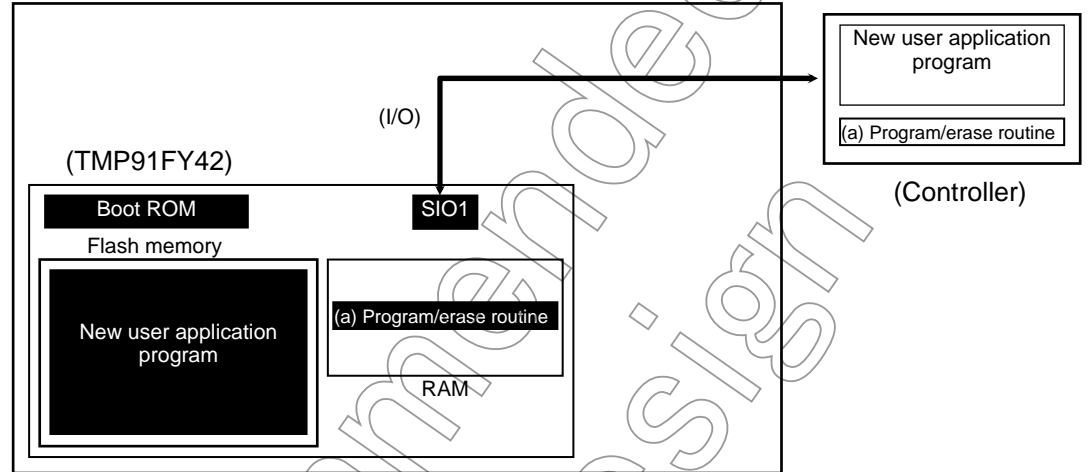 New user application
program
(I/O)
(a) Program/erase routine
(TMP91FY42)
(Controller)
Boot ROM
SIO1
Flash memory
(a) Program/erase routine
New user application
program
RAM